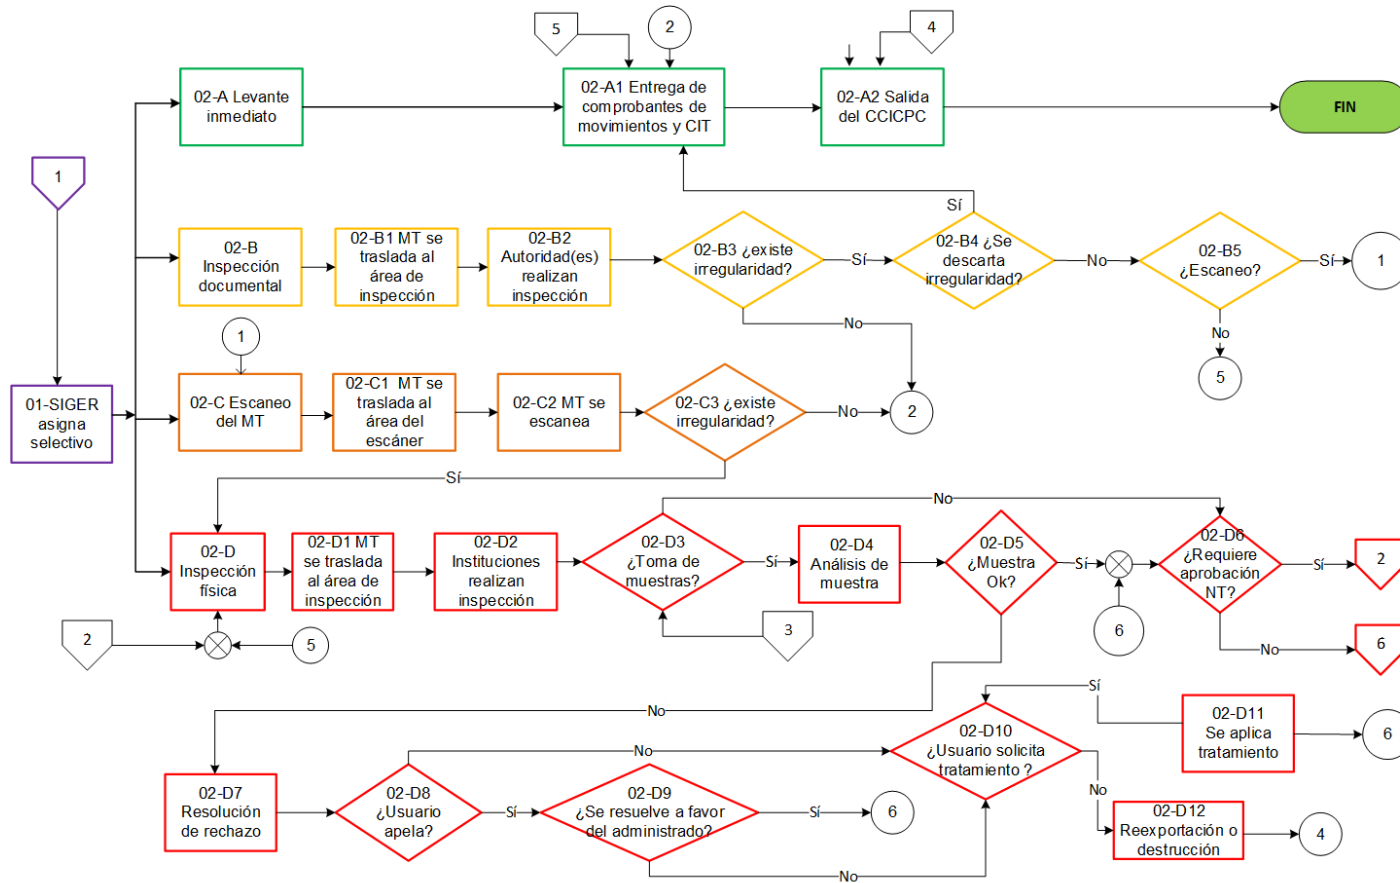 5
2
4
02-A Levante
inmediato
02-A1 Entrega de
comprobantes de
movimientos y CIT
02-A2 Salida
del CCICPC
FIN
1
Sí
02-B
Inspección
documental
02-B1 MT se
traslada al
área de
inspección
02-B2
Autoridad(es)
realizan
inspección
02-B3 ¿existe
irregularidad?
Sí
02-B4 ¿Se
descarta
irregularidad?
No
02-B5
¿Escaneo?
Sí
1
No
No
1
5
01-SIGER
asigna
selectivo
02-C Escaneo
del MT
02-C1 MT se
traslada al
área del
escáner
02-C2 MT se
escanea
02-C3 ¿existe
irregularidad?
No
2
Sí
No
02-D
Inspección
física
02-D1 MT
se traslada
al área de
inspección
02-D2
Instituciones
realizan
inspección
02-D3
¿Toma de
muestras?
Sí
02-D4
Análisis de
muestra
02-D5
¿Muestra
Ok?
Sí
02-D6
¿Requiere
aprobación
NT?
Sí
2
2
5
3
6
No
6
No
Sí
02-D11
Se aplica
tratamiento
6
02-D7
Resolución
de rechazo
02-D8
¿Usuario
apela?
No
Sí
02-D9
¿Se resuelve a favor
del administrado?
Sí
6
02-D10
¿Usuario solicita
tratamiento ?
No
02-D12
Reexportación o
destrucción
4
No